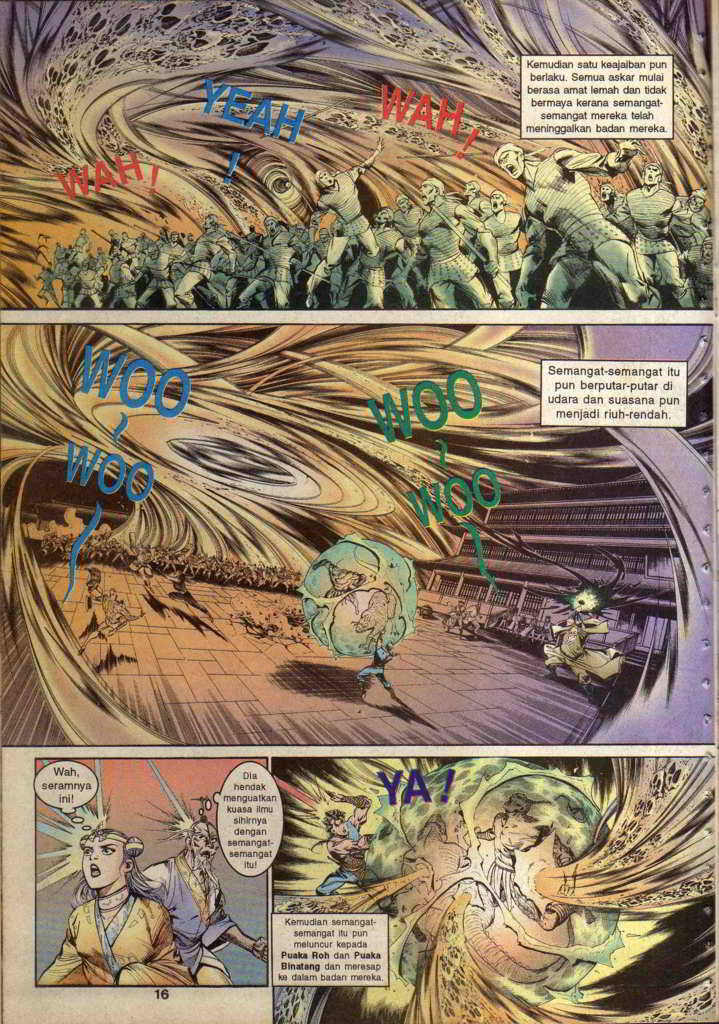 Kemudian satu keajaiban pun
berlaku. Semua askar mulai
berasa amat lemah dan tidak
bermaya kerana semangat-
semangat mereka telah
meninggalkan badan mereka.
YEAH
!
WAH!
WAH!
Semangat-semangat itu
pun berputar-putar di
udara dan suasana pun
menjadi riuh-rendah.
WOO
WOO
WOO
WOO
Wah,
seramnya
ini!
Dia
hendak
menguatkan
kuasa ilmu
sihirnya
dengan
semangat-
semangat
itu!
YA!
Kemudian semangat-
semangat itu pun
meluncur kepada
Puaka Roh dan Puaka
Binatang dan meresap
ke dalam badan mereka.
16